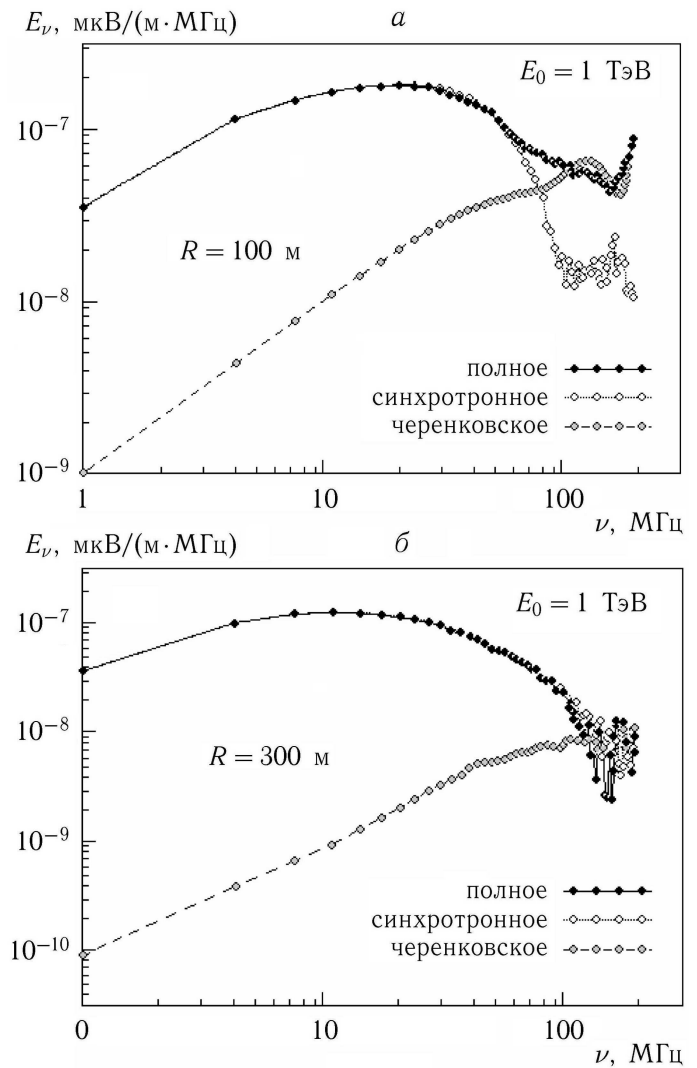 E_ν, мкВ/(м·МГц)
а
E₀ = 1 ТэВ
10⁻⁷
R = 100 м
10⁻⁸
полное
синхротронное
черенковское
10⁻⁹
1 10 100
ν, МГц
E_ν, мкВ/(м·МГц)
б
E₀ = 1 ТэВ
10⁻⁷
10⁻⁸
R = 300 м
10⁻⁹
полное
синхротронное
черенковское
10⁻¹⁰
0 10 100
ν, МГц